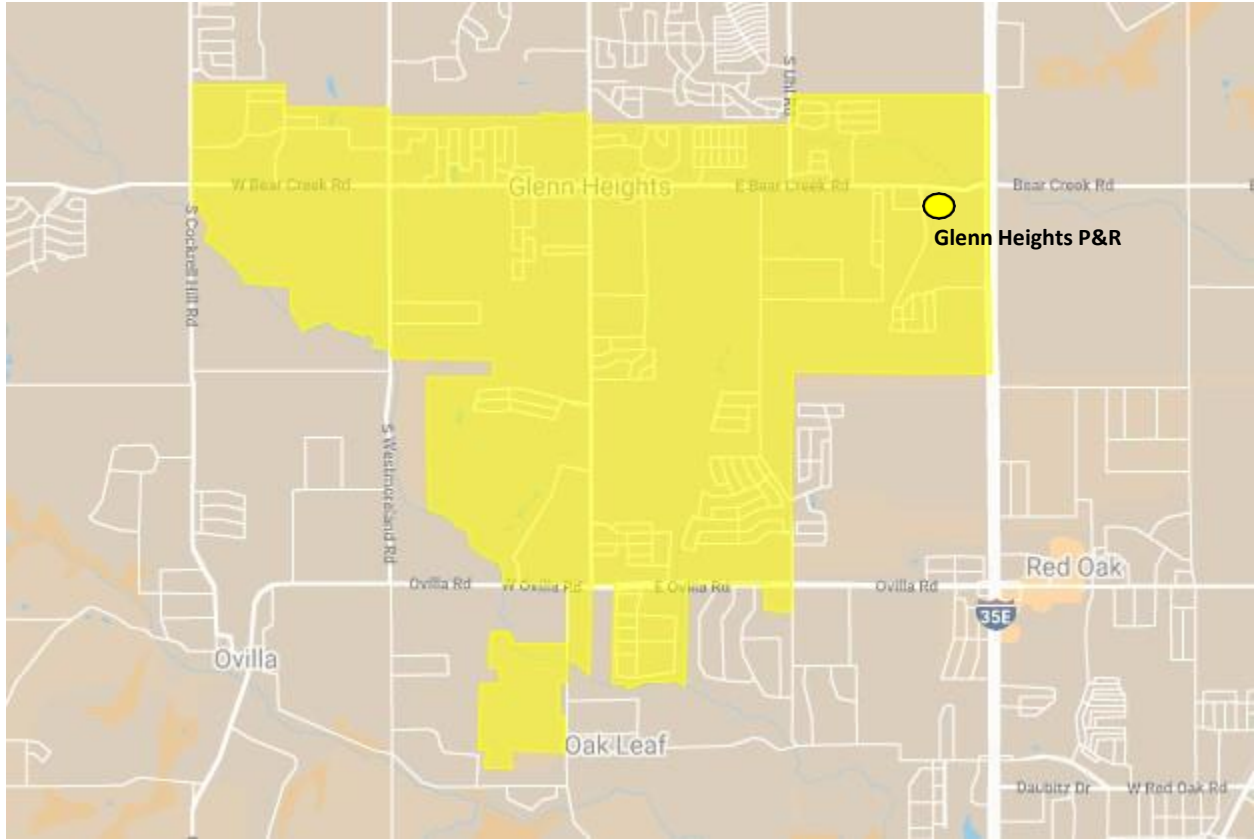 S Uhl Rd
W Bear Creek Rd.
Glenn Heights
E Bear Creek Rd
Bear Creek Rd
Glenn Heights P&R
S Cockrell Hill Rd
S Westmoreland Rd
Ovilla Rd
W Ovilla Rd
E Ovilla Rd
Ovilla Rd
Red Oak
35E
Ovilla
Oak Leaf
Daubitz Dr
W Red Oak Rd